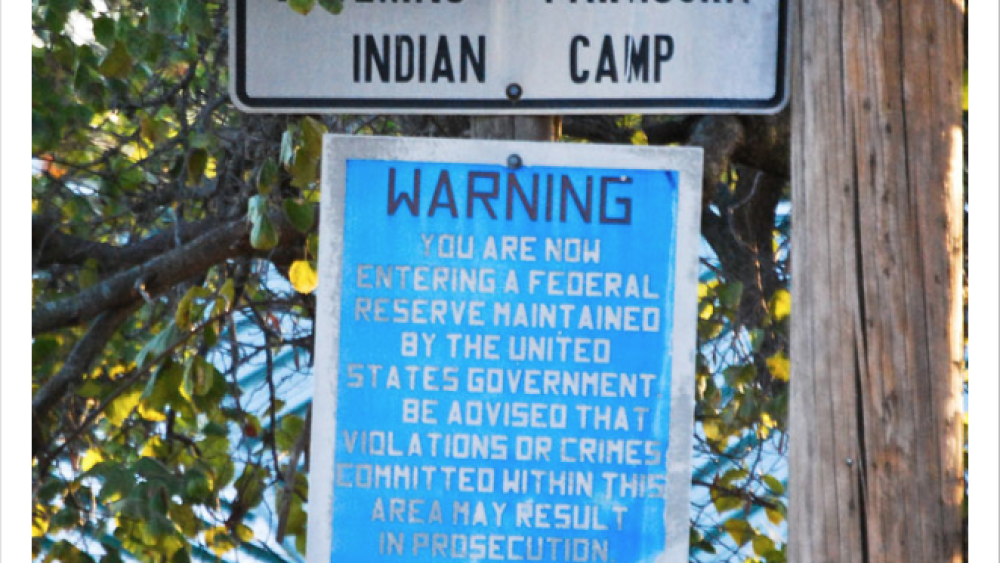 INDIAN CAMP
WARNING
YOU ARE NOW
ENTERING A FEDERAL
RESERVE MAINTAINED
BY THE UNITED
STATES GOVERNMENT
BE ADVISED THAT
VIOLATIONS OR CRIMES
COMMITTED WITHIN THIS
AREA MAY RESULT
IN PROSECUTION